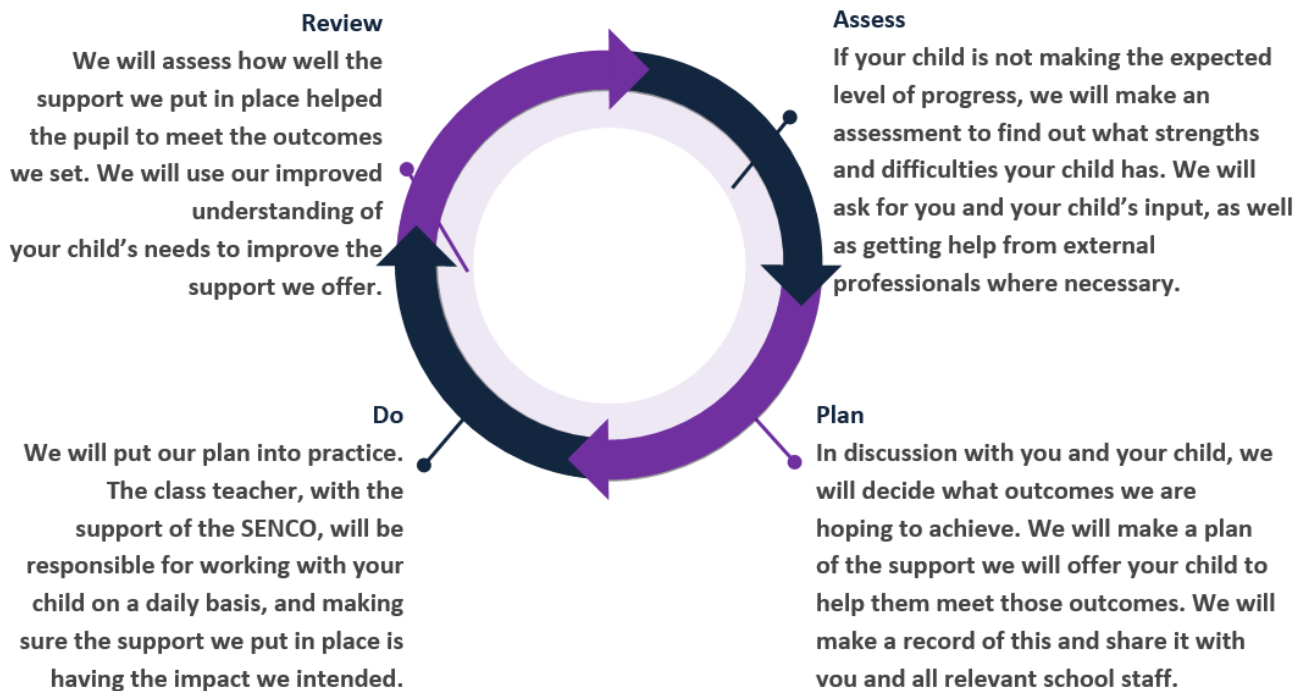 Review
We will assess how well the
support we put in place helped
the pupil to meet the outcomes
we set. We will use our improved
understanding of
your child’s needs to improve the
support we offer.
Assess
If your child is not making the expected
level of progress, we will make an
assessment to find out what strengths
and difficulties your child has. We will
ask for you and your child’s input, as well
as getting help from external
professionals where necessary.
Do
We will put our plan into practice.
The class teacher, with the
support of the SENCO, will be
responsible for working with your
child on a daily basis, and making
sure the support we put in place is
having the impact we intended.
Plan
In discussion with you and your child, we
will decide what outcomes we are
hoping to achieve. We will make a plan
of the support we will offer your child to
help them meet those outcomes. We will
make a record of this and share it with
you and all relevant school staff.